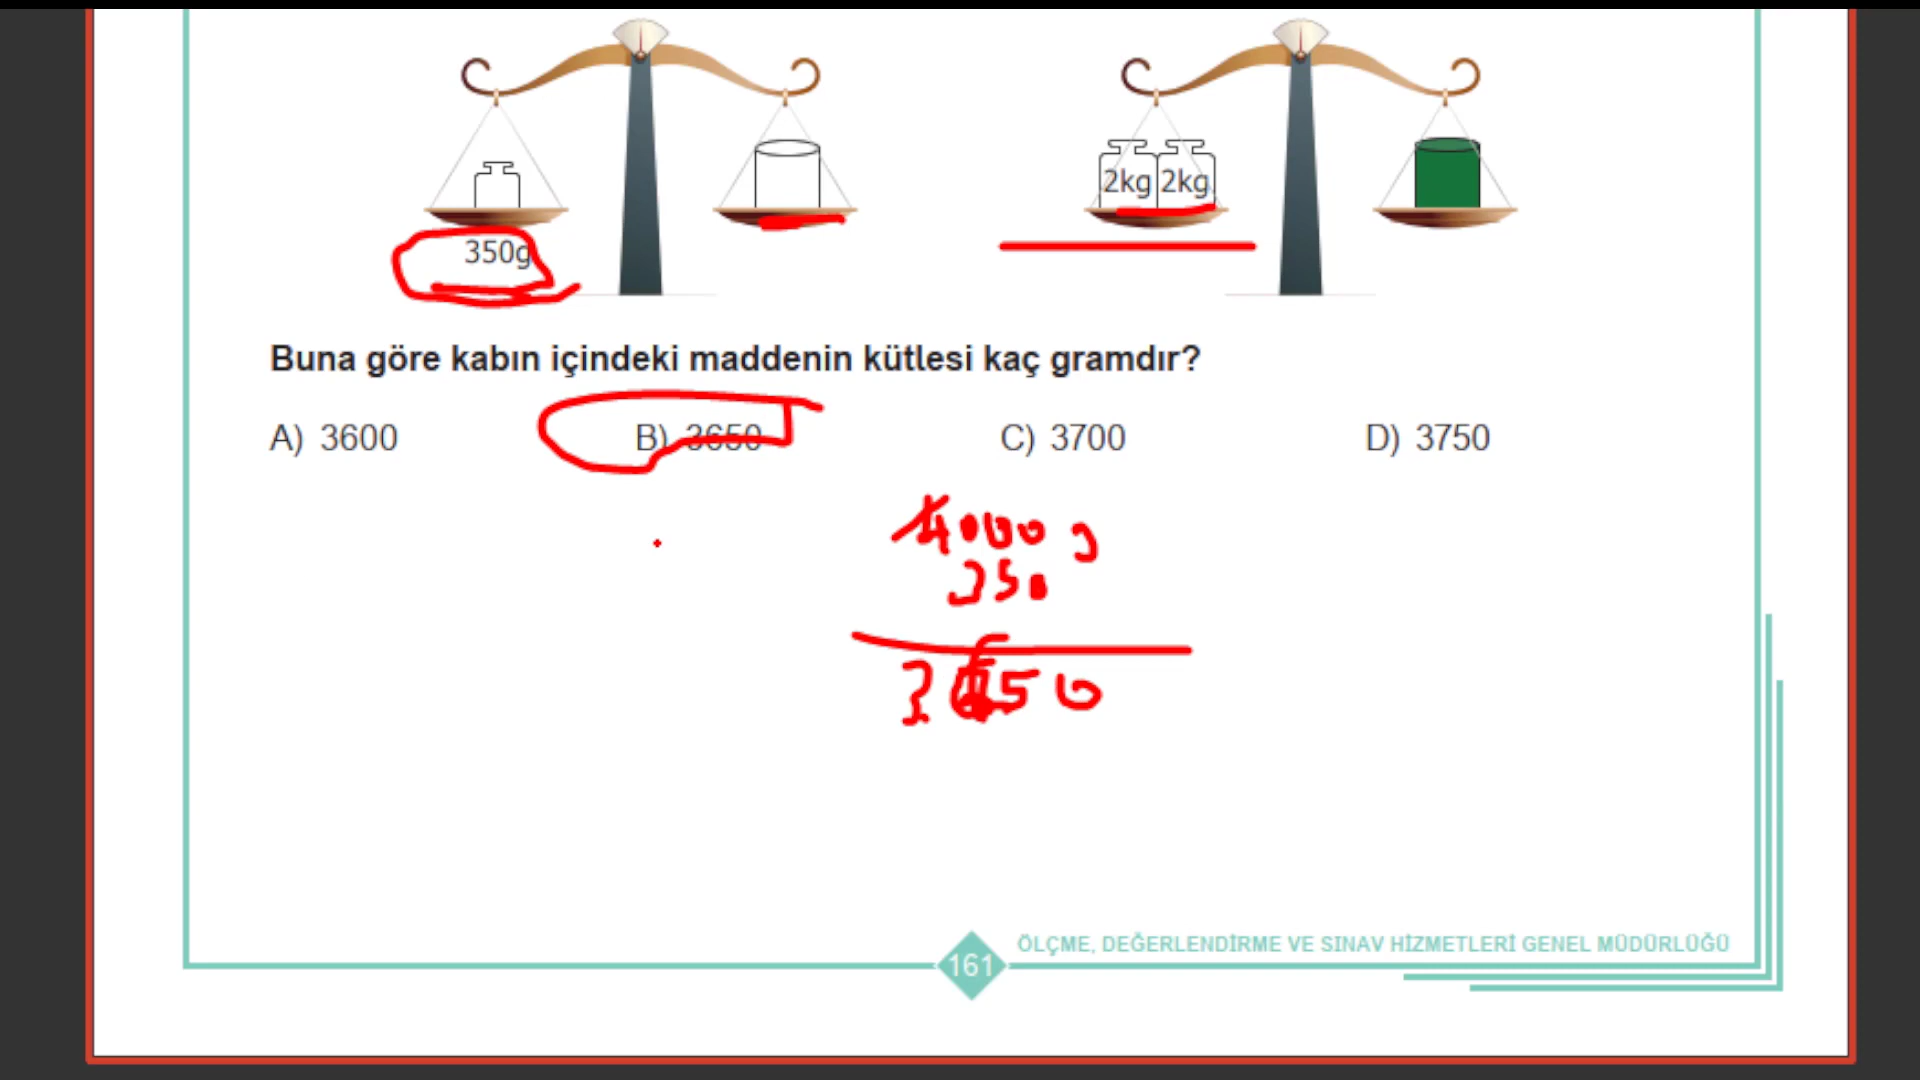 2kg 2kg
350g
Buna göre kabın içindeki maddenin kütlesi kaç gramdır?
A) 3600 B) 3650 C) 3700 D) 3750
4000 g
350
3650
ÖLÇME, DEĞERLENDİRME VE SINAV HİZMETLERİ GENEL MÜDÜRLÜĞÜ
161